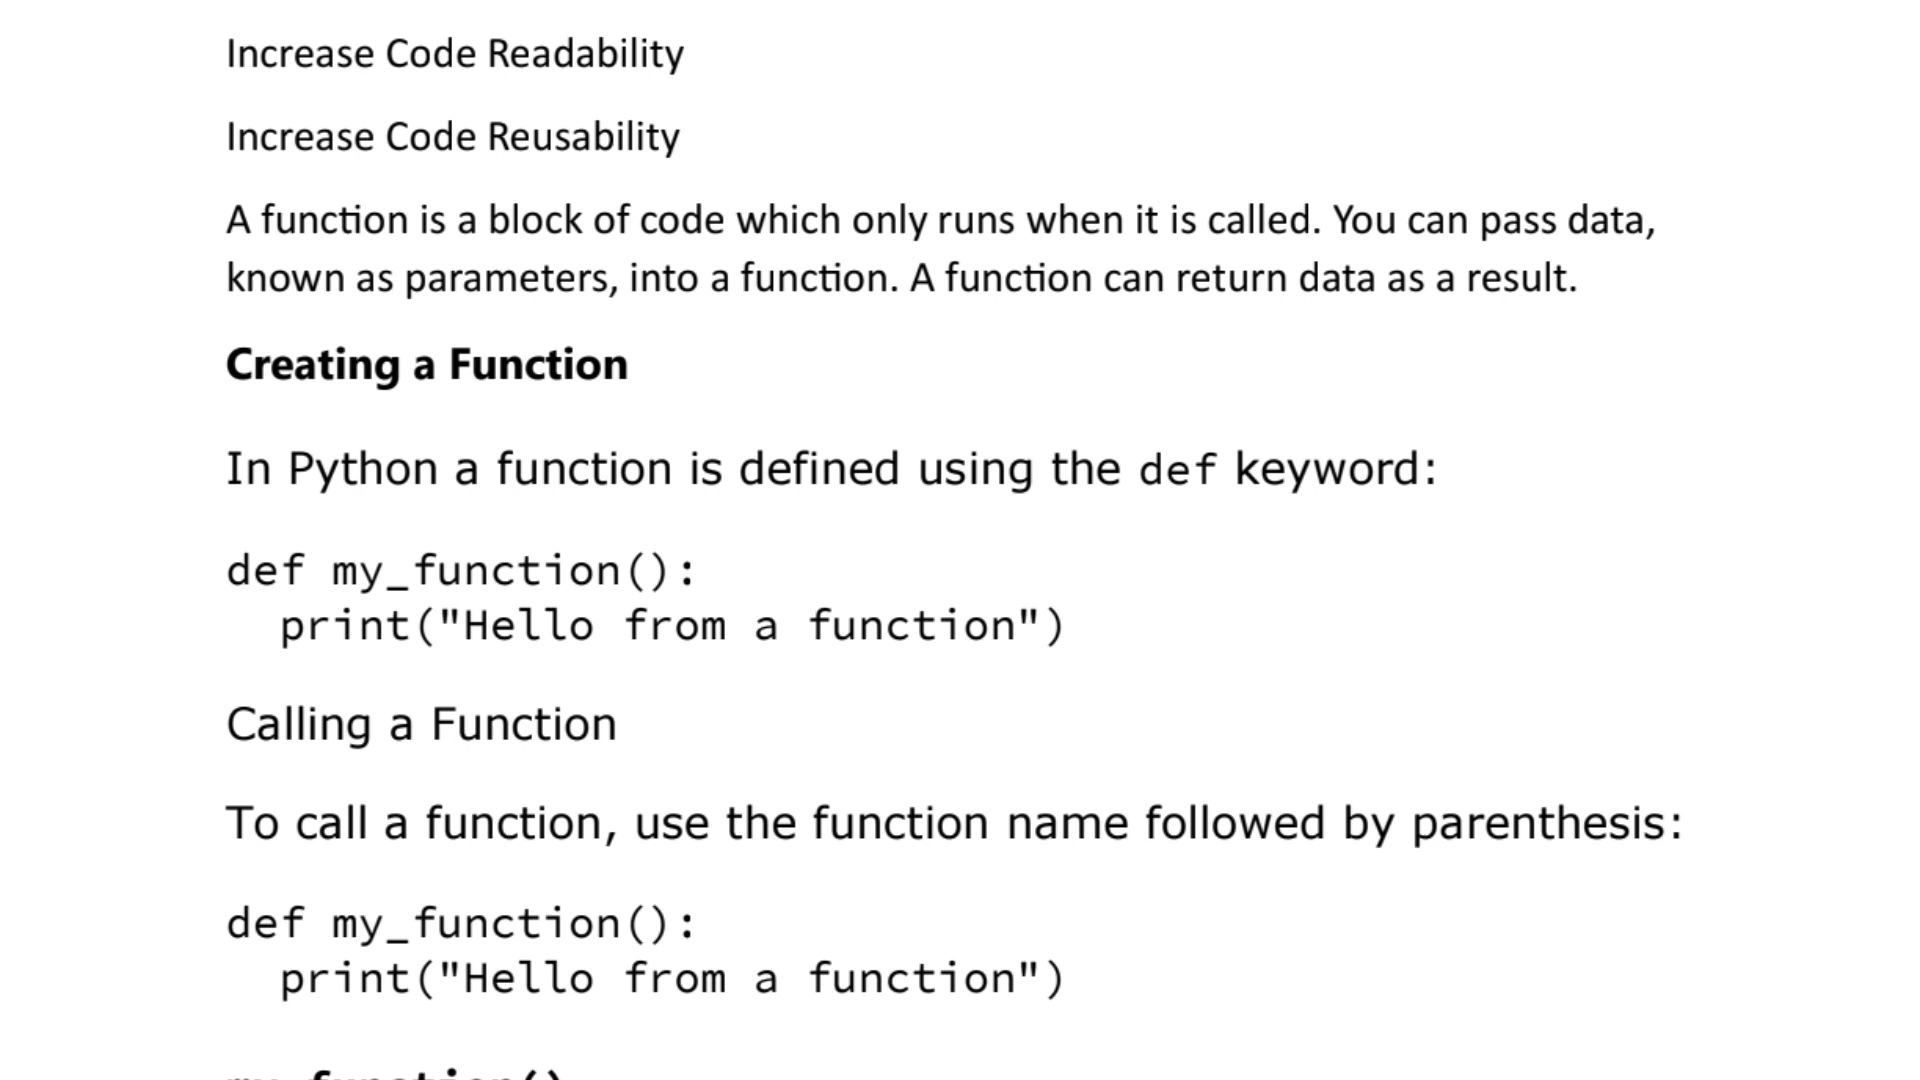 Increase Code Readability
Increase Code Reusability
A function is a block of code which only runs when it is called. You can pass data,
known as parameters, into a function. A function can return data as a result.
Creating a Function
In Python a function is defined using the def keyword:
def my_function():
  print("Hello from a function")
Calling a Function
To call a function, use the function name followed by parenthesis:
def my_function():
  print("Hello from a function")
my_function()